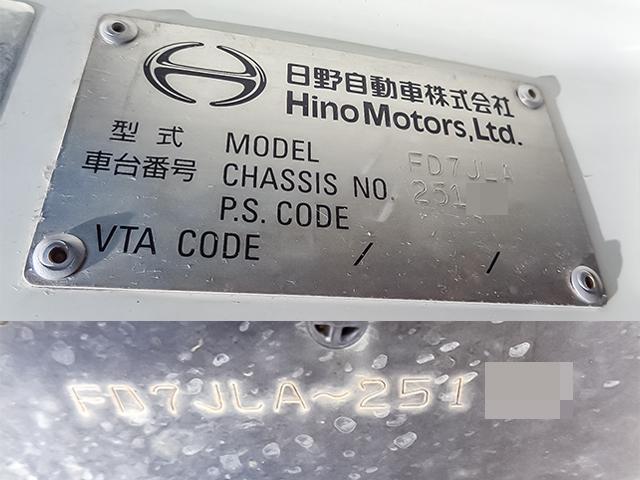 日野自動車株式会社
Hino Motors, Ltd.
型式 MODEL FD7JLA
車台番号 CHASSIS NO. 251
P.S. CODE
VTA CODE / /
FD7JLA~251